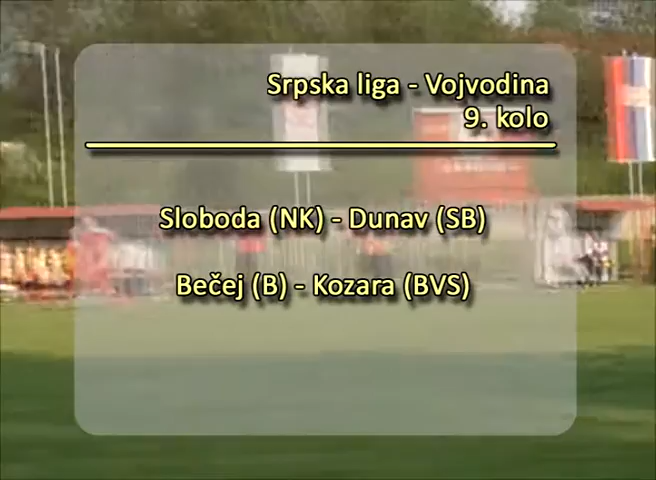 Srpska liga - Vojvodina
9. kolo
Sloboda (NK) - Dunav (SB)
Bečej (B) - Kozara (BVS)